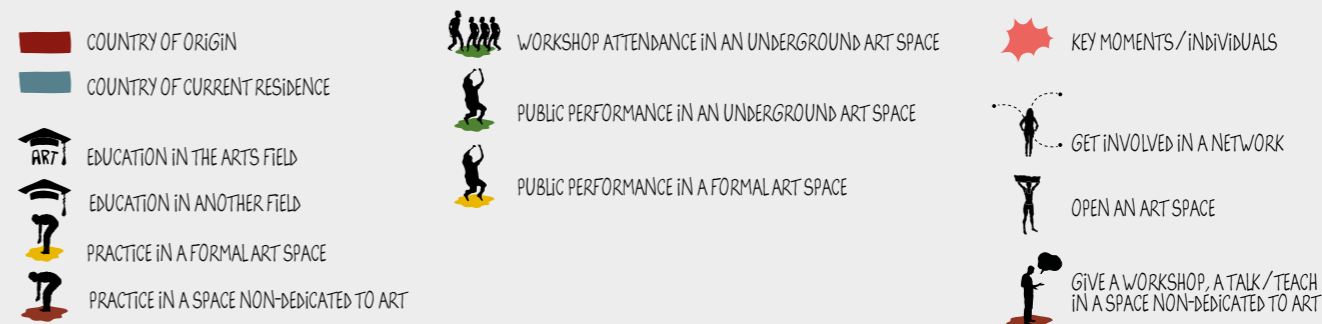 COUNTRY OF ORIGIN
COUNTRY OF CURRENT RESIDENCE
ART
EDUCATION IN THE ARTS FIELD
EDUCATION IN ANOTHER FIELD
PRACTICE IN A FORMAL ART SPACE
PRACTICE IN A SPACE NON-DEDICATED TO ART
WORKSHOP ATTENDANCE IN AN UNDERGROUND ART SPACE
PUBLIC PERFORMANCE IN AN UNDERGROUND ART SPACE
PUBLIC PERFORMANCE IN A FORMAL ART SPACE
KEY MOMENTS/INDIVIDUALS
GET INVOLVED IN A NETWORK
OPEN AN ART SPACE
GIVE A WORKSHOP, A TALK/TEACH
IN A SPACE NON-DEDICATED TO ART